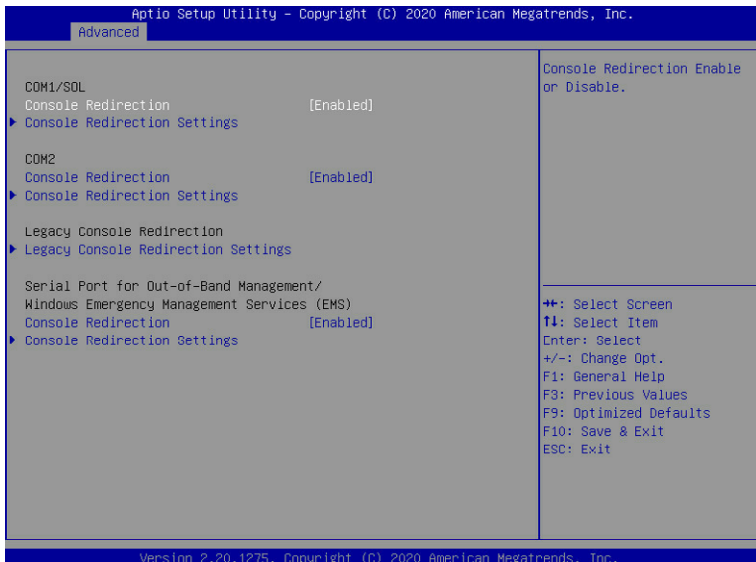 Aptio Setup Utility – Copyright (C) 2020 American Megatrends, Inc.
Advanced
COM1/SOL
Console Redirection [Enabled]
Console Redirection Settings
COM2
Console Redirection [Enabled]
Console Redirection Settings
Legacy Console Redirection
Legacy Console Redirection Settings
Serial Port for Out-of-Band Management/
Windows Emergency Management Services (EMS)
Console Redirection [Enabled]
Console Redirection Settings
Console Redirection Enable
or Disable.
→←: Select Screen
↑↓: Select Item
Enter: Select
+/-: Change Opt.
F1: General Help
F3: Previous Values
F9: Optimized Defaults
F10: Save & Exit
ESC: Exit
Version 2.20.1275. Copyright (C) 2020 American Megatrends, Inc.